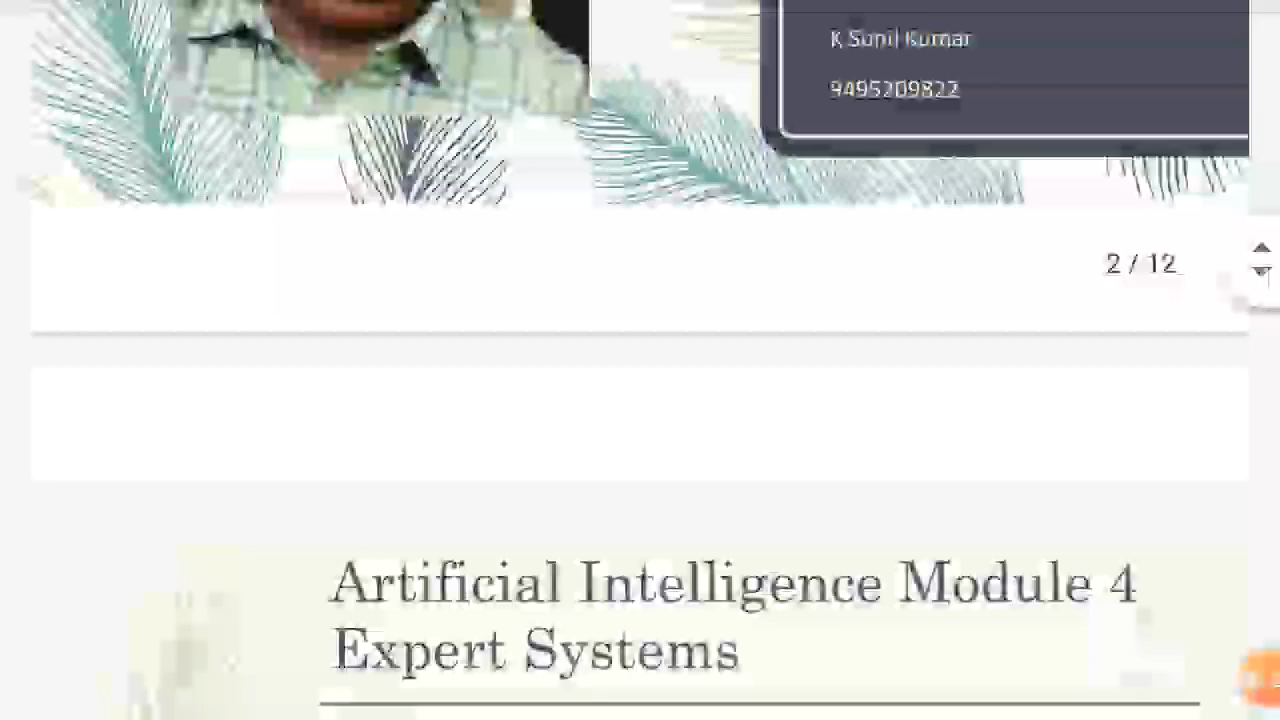 K Sunil Kumar
9495209822
2 / 12
Artificial Intelligence Module 4
Expert Systems